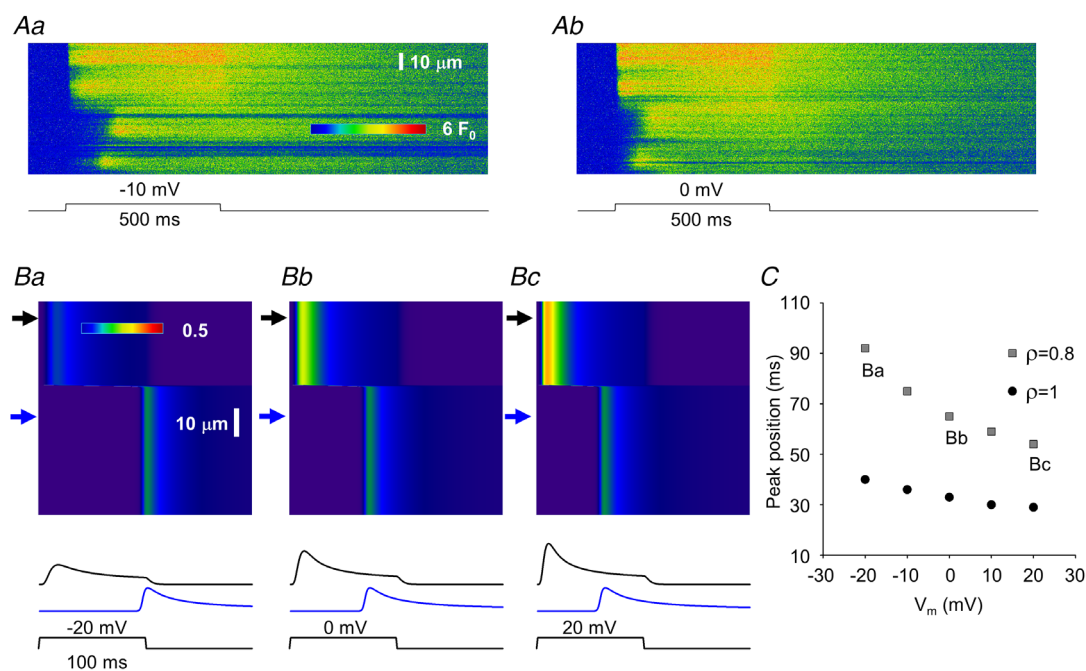 Aa
Ab
10 μm
6 F0
-10 mV
500 ms
0 mV
500 ms
Ba
Bb
Bc
C
0.5
10 μm
-20 mV
100 ms
0 mV
20 mV
110
90
70
50
30
10
-30 -20 -10 0 10 20 30
Peak position (ms)
Vm (mV)
ρ=0.8
ρ=1
Ba
Bb
Bc